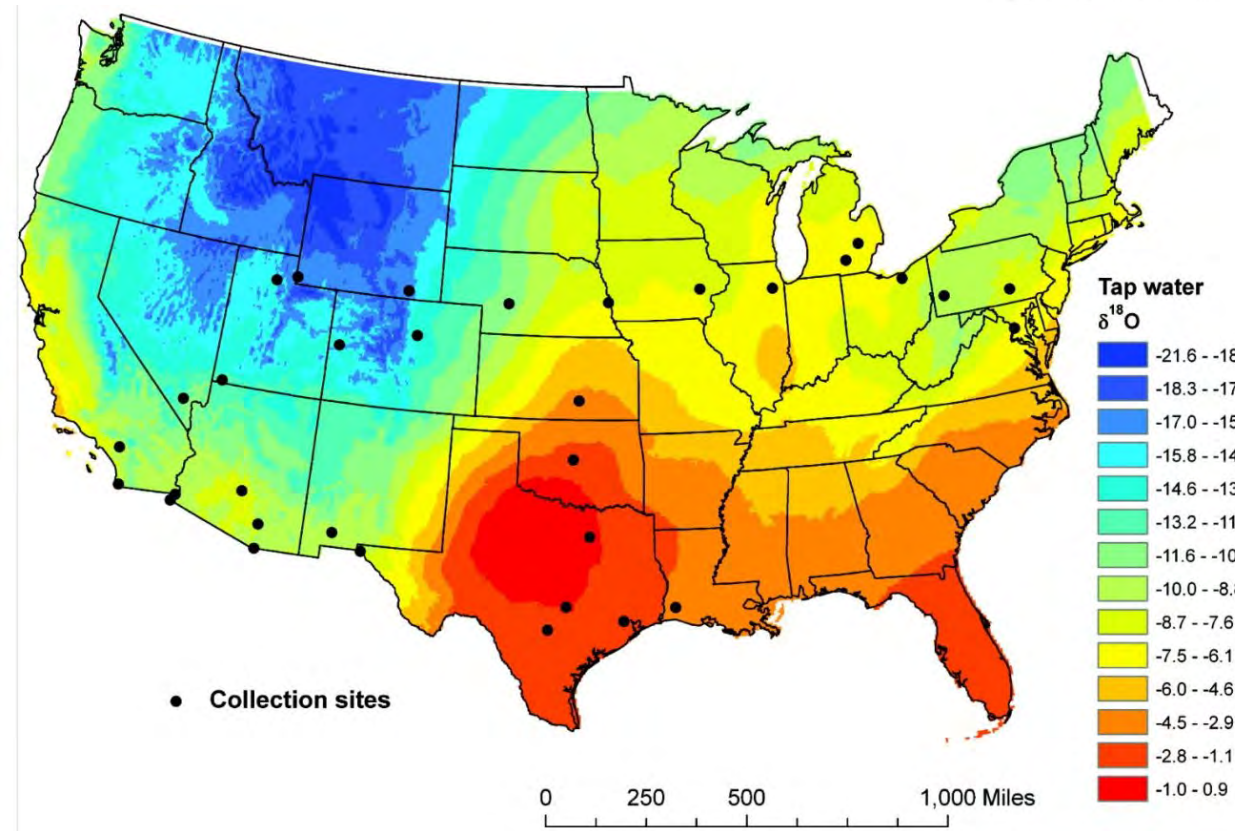 Tap water
δ18O
-21.6 - -18
-18.3 - -17
-17.0 - -15
-15.8 - -14
-14.6 - -13
-13.2 - -11
-11.6 - -10
-10.0 - -8.8
-8.7 - -7.6
-7.5 - -6.1
-6.0 - -4.6
-4.5 - -2.9
-2.8 - -1.1
-1.0 - 0.9
Collection sites
0 250 500 1,000 Miles